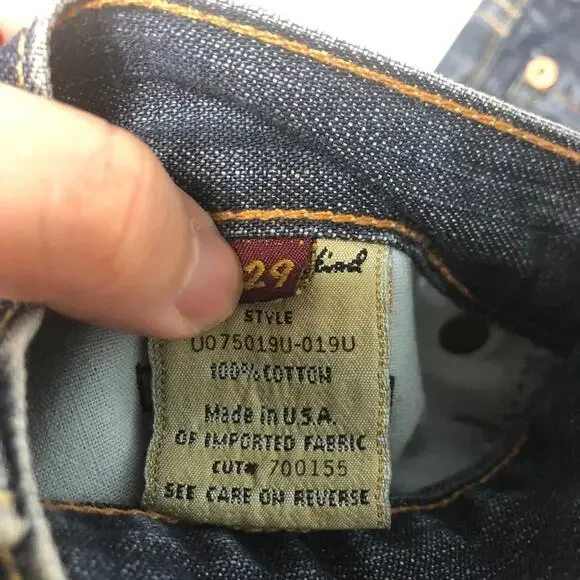 29
STYLE
U075019U-019U
100% COTTON
Made in U.S.A.
OF IMPORTED FABRIC
CUT# 700155
SEE CARE ON REVERSE